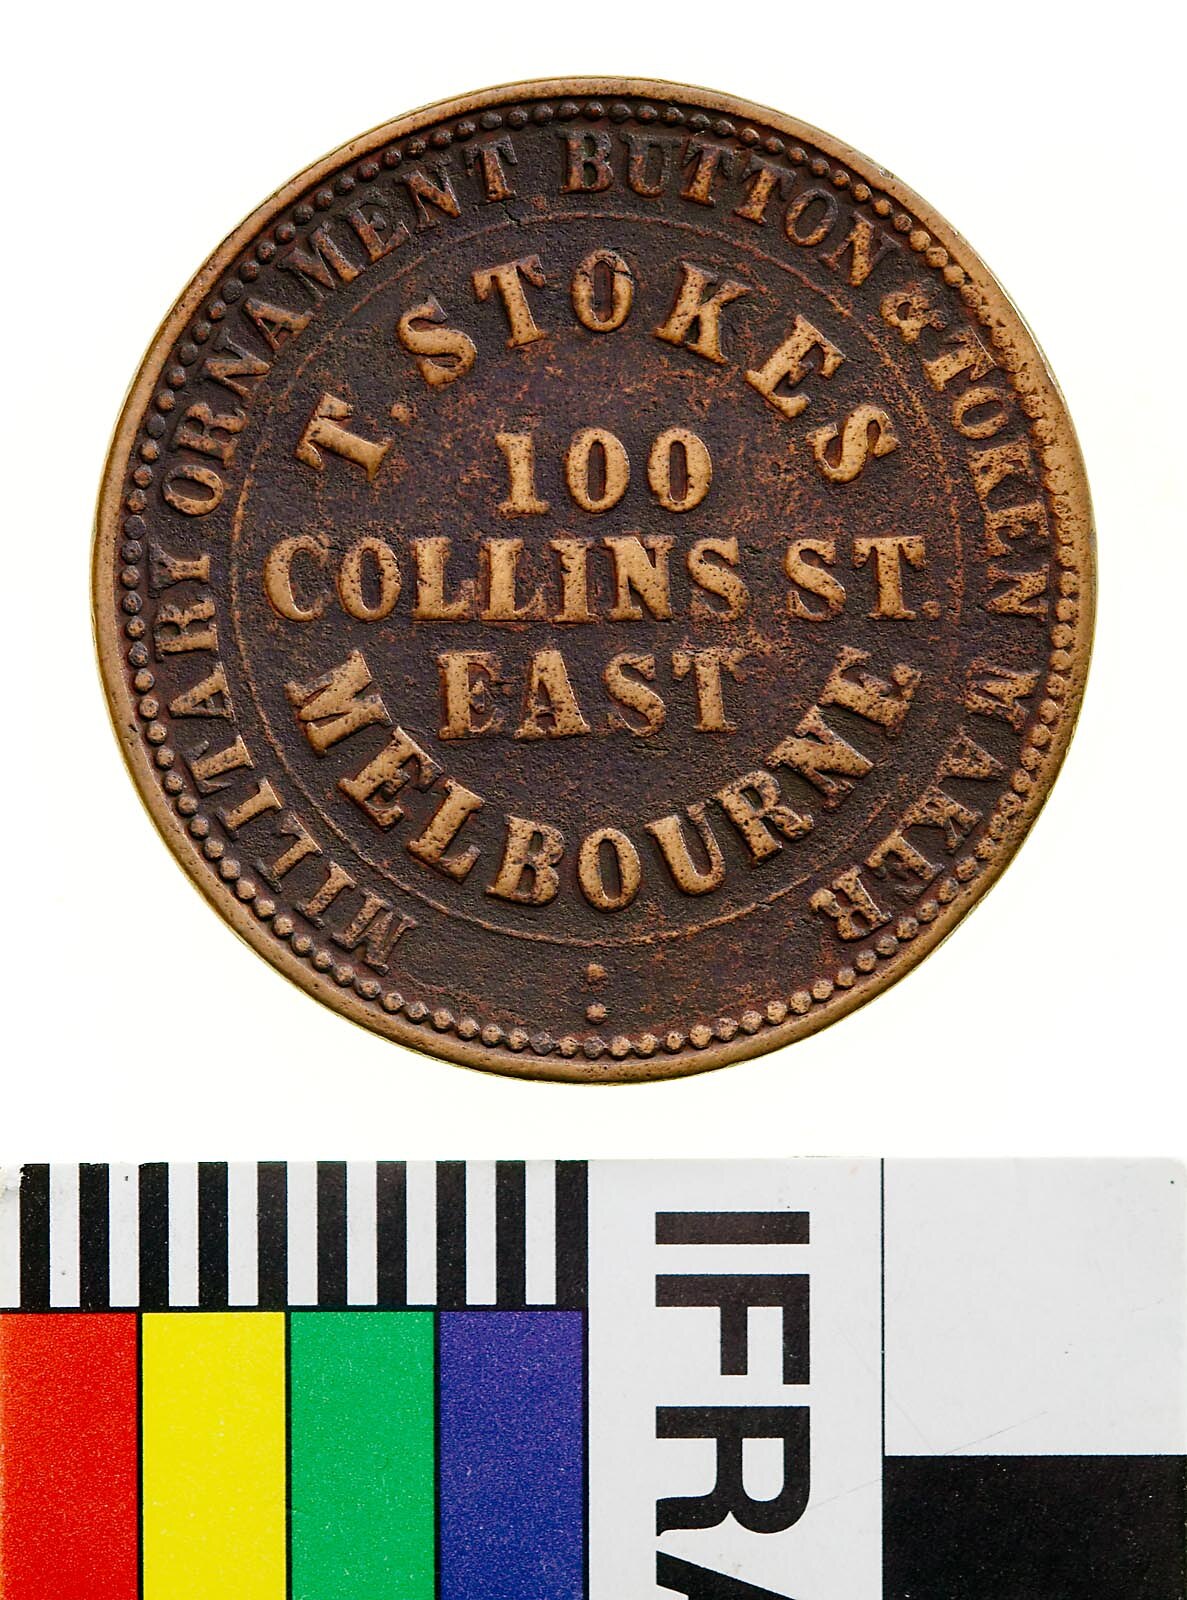 MILITARY ORNAMENT BUTTON & TOKEN MAKER
T. STOKES
100
COLLINS ST.
EAST
MELBOURNE
IFRA